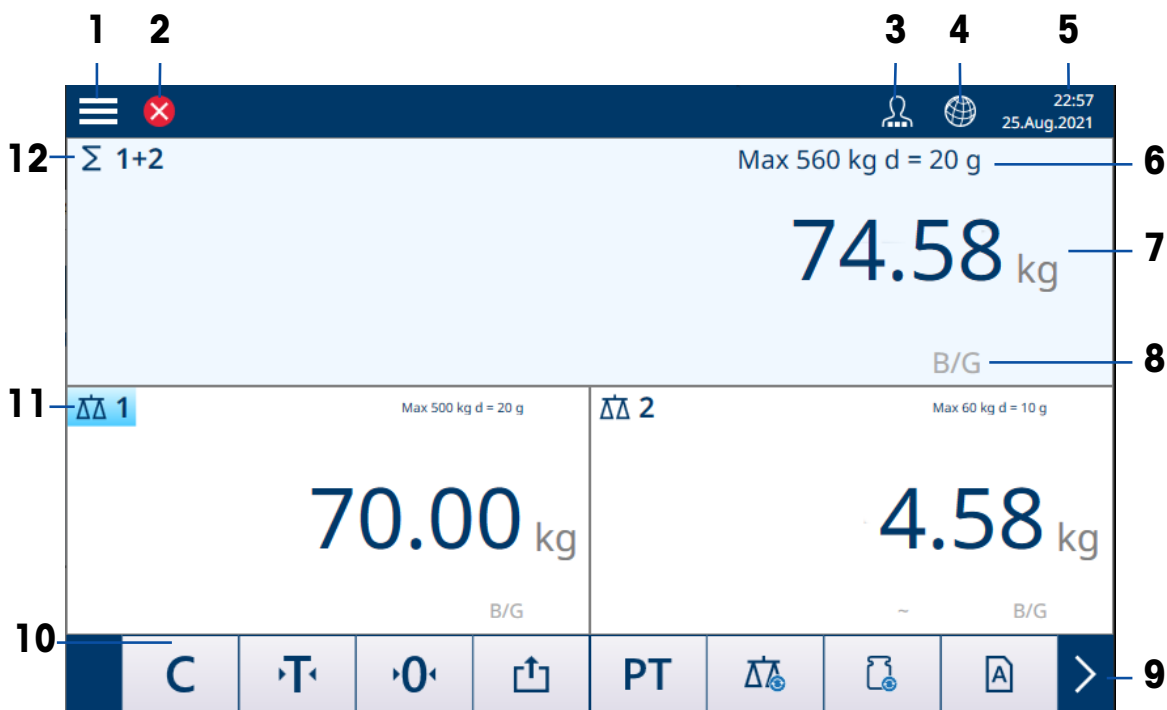 1 2 3 4 5
22:57
25.Aug.2021
12 Σ 1+2 Max 560 kg d = 20 g 6
74.58 kg 7
B/G 8
11 1 Max 500 kg d = 20 g 2 Max 60 kg d = 10 g
70.00 kg 4.58 kg
B/G ~ B/G
10
C T 0 PT A 9